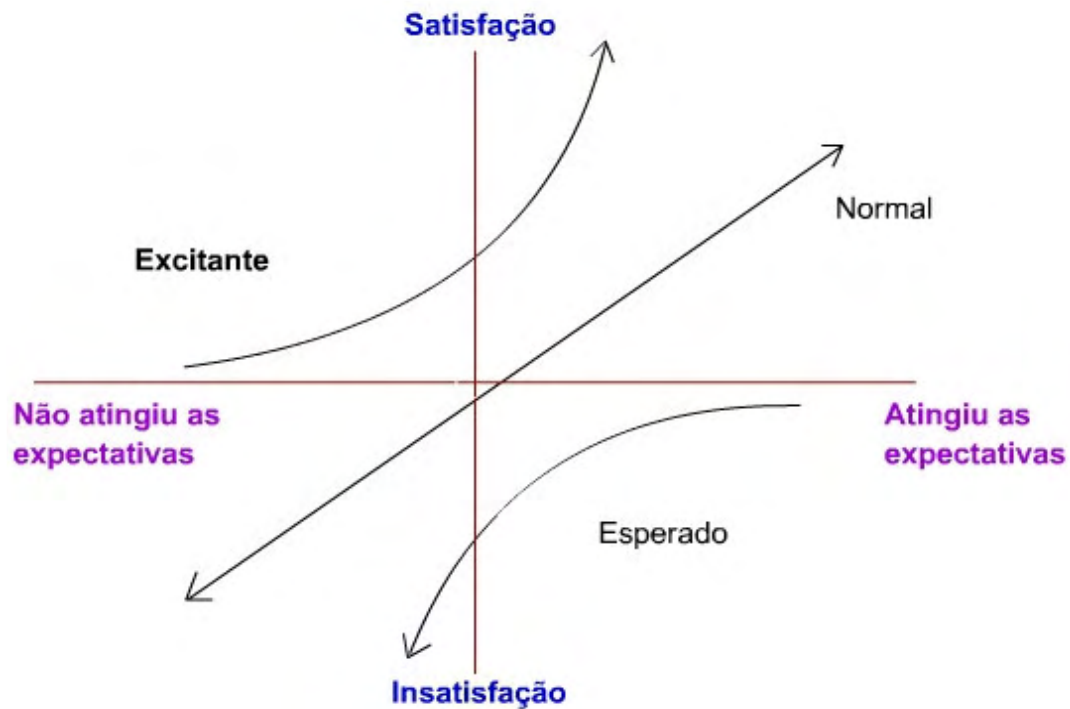 Satisfação
Normal
Excitante
Não atingiu as
expectativas
Atingiu as
expectativas
Esperado
Insatisfação